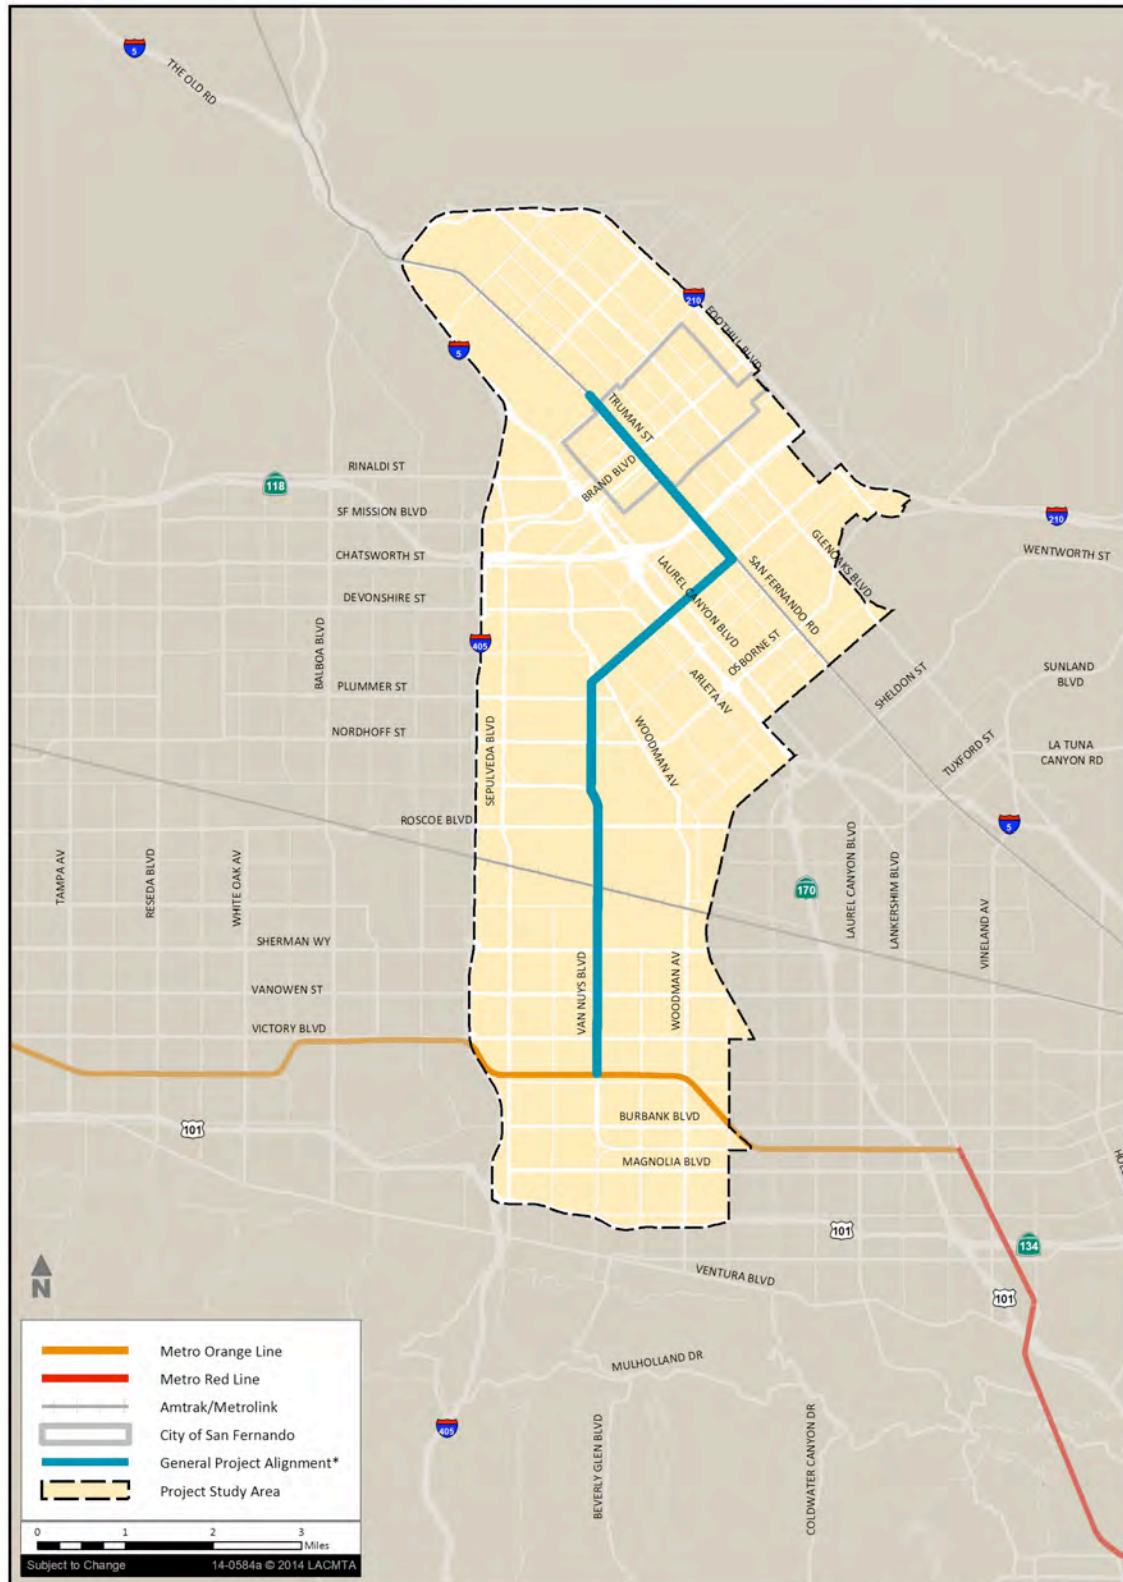 5
THE OLD RD
210
FOOTHILL BLVD
5
TRUMAN ST
BRAND BLVD
RINALDI ST
118
SF MISSION BLVD
CHATSWORTH ST
DEVONSHIRE ST
210
WENTWORTH ST
GLENOAKS BLVD
SAN FERNANDO RD
LAUREL CANYON BLVD
OSBORNE ST
BALBOA BLVD
405
PLUMMER ST
NORDHOFF ST
SEPULVEDA BLVD
ARLETA AV
WOODMAN AV
SHELDON ST
SUNLAND
BLVD
TUXFORD ST
LA TUNA
CANYON RD
ROSCOE BLVD
5
TAMPA AV
RESEDA BLVD
WHITE OAK AV
170
LAUREL CANYON BLVD
LANKERSHIM BLVD
VINELAND AV
SHERMAN WY
VANOWEN ST
VICTORY BLVD
VAN NUYS BLVD
WOODMAN AV
101
BURBANK BLVD
MAGNOLIA BLVD
101
134
VENTURA BLVD
101
MULHOLLAND DR
405
BEVERLY GLEN BLVD
COLDWATER CANYON DR
N
Metro Orange Line
Metro Red Line
Amtrak/Metrolink
City of San Fernando
General Project Alignment*
Project Study Area
0 1 2 3
Miles
Subject to Change 14-0584a © 2014 LACMTA